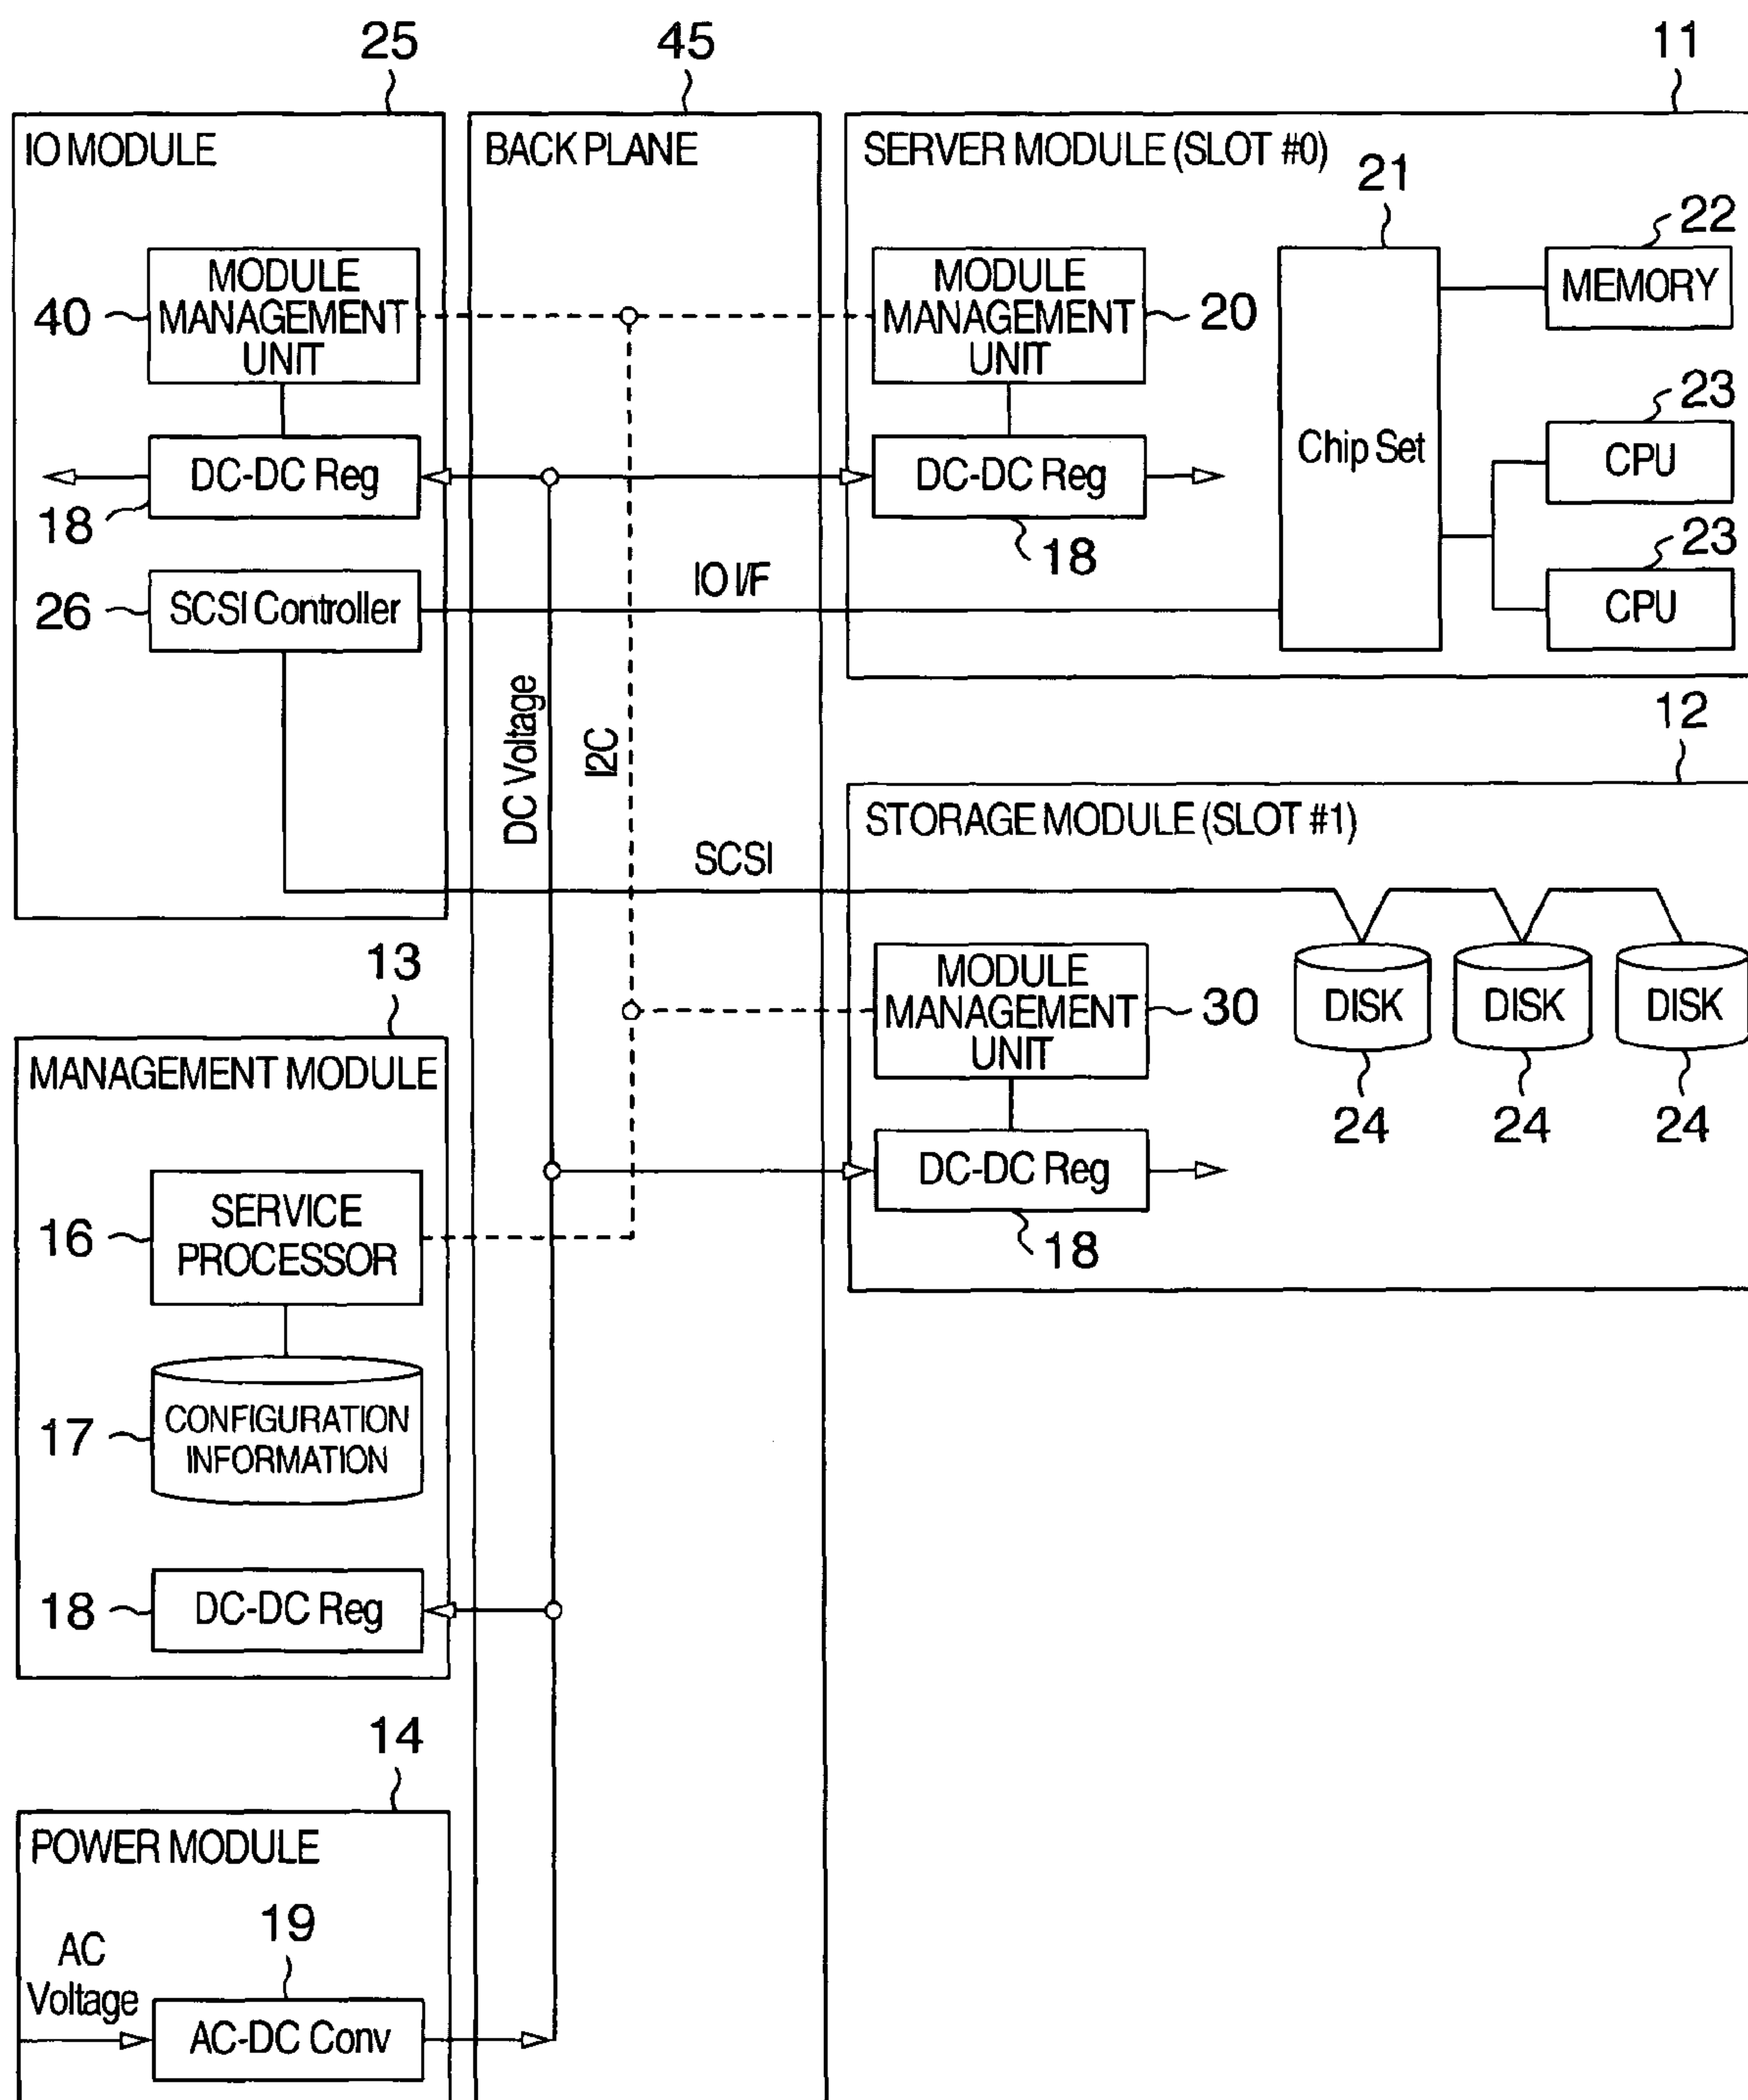 25
45
11
IO MODULE
BACK PLANE
SERVER MODULE (SLOT #0)
21
22
MODULE
MANAGEMENT
UNIT
40
MODULE
MANAGEMENT
UNIT
20
MEMORY
Chip Set
23
CPU
DC-DC Reg
18
DC-DC Reg
18
23
CPU
IO I/F
26
SCSI Controller
DC Voltage
I2C
12
STORAGE MODULE (SLOT #1)
SCSI
13
MODULE
MANAGEMENT
UNIT
30
DISK
DISK
DISK
24
24
24
MANAGEMENT MODULE
DC-DC Reg
18
16
SERVICE
PROCESSOR
17
CONFIGURATION
INFORMATION
18
DC-DC Reg
14
POWER MODULE
19
AC
Voltage
AC-DC Conv